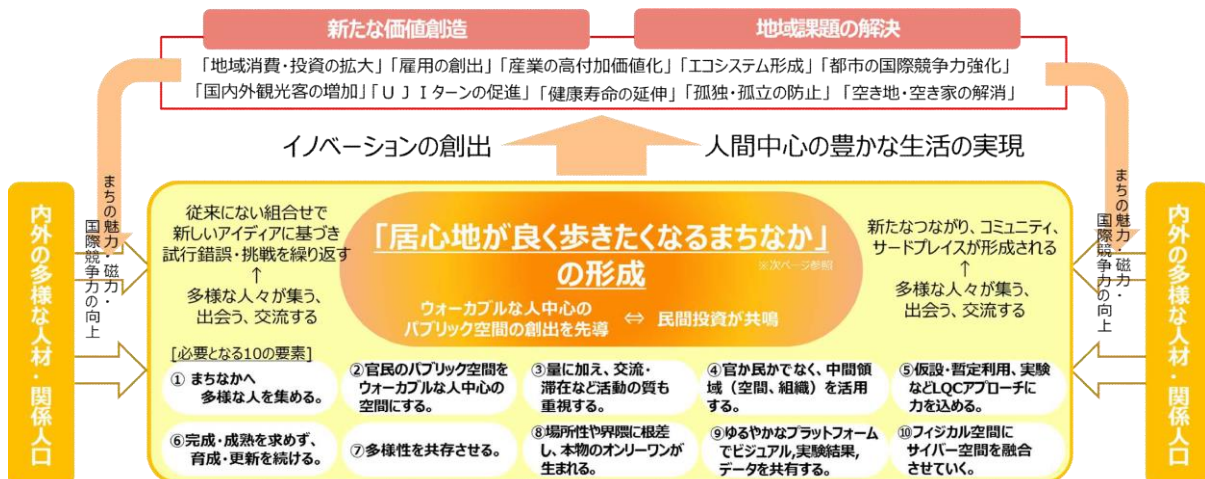 新たな価値創造
地域課題の解決
「地域消費・投資の拡大」「雇用の創出」「産業の高付加価値化」「エコシステム形成」「都市の国際競争力強化」
「国内外観光客の増加」「ＵＪＩターンの促進」「健康寿命の延伸」「孤独・孤立の防止」「空き地・空き家の解消」
イノベーションの創出
人間中心の豊かな生活の実現
内外の多様な人材・関係人口
まちの魅力・磁力・
国際競争力の向上
従来にない組合せで
新しいアイディアに基づき
試行錯誤・挑戦を繰り返す
↑
多様な人々が集う、
出会う、交流する
「居心地が良く歩きたくなるまちなか」
の形成
※次ページ参照
ウォーカブルな人中心の
パブリック空間の創出を先導
⇔
民間投資が共鳴
新たなつながり、コミュニティ、
サードプレイスが形成される
↑
多様な人々が集う、
出会う、交流する
まちの魅力・磁力・
国際競争力の向上
内外の多様な人材・関係人口
[必要となる10の要素]
① まちなかへ
多様な人を集める。
②官民のパブリック空間を
ウォーカブルな人中心の
空間にする。
③量に加え、交流・
滞在など活動の質も
重視する。
④官か民かでなく、中間領
域（空間、組織）を活用
する。
⑤仮設・暫定利用、実験
などLQCアプローチに
力を込める。
⑥完成・成熟を求めず、
育成・更新を続ける。
⑦多様性を共存させる。
⑧場所性や界隈に根差
し、本物のオンリーワンが
生まれる。
⑨ゆるやかなプラットフォーム
でビジュアル,実験結果,
データを共有する。
⑩フィジカル空間に
サイバー空間を融合
させていく。